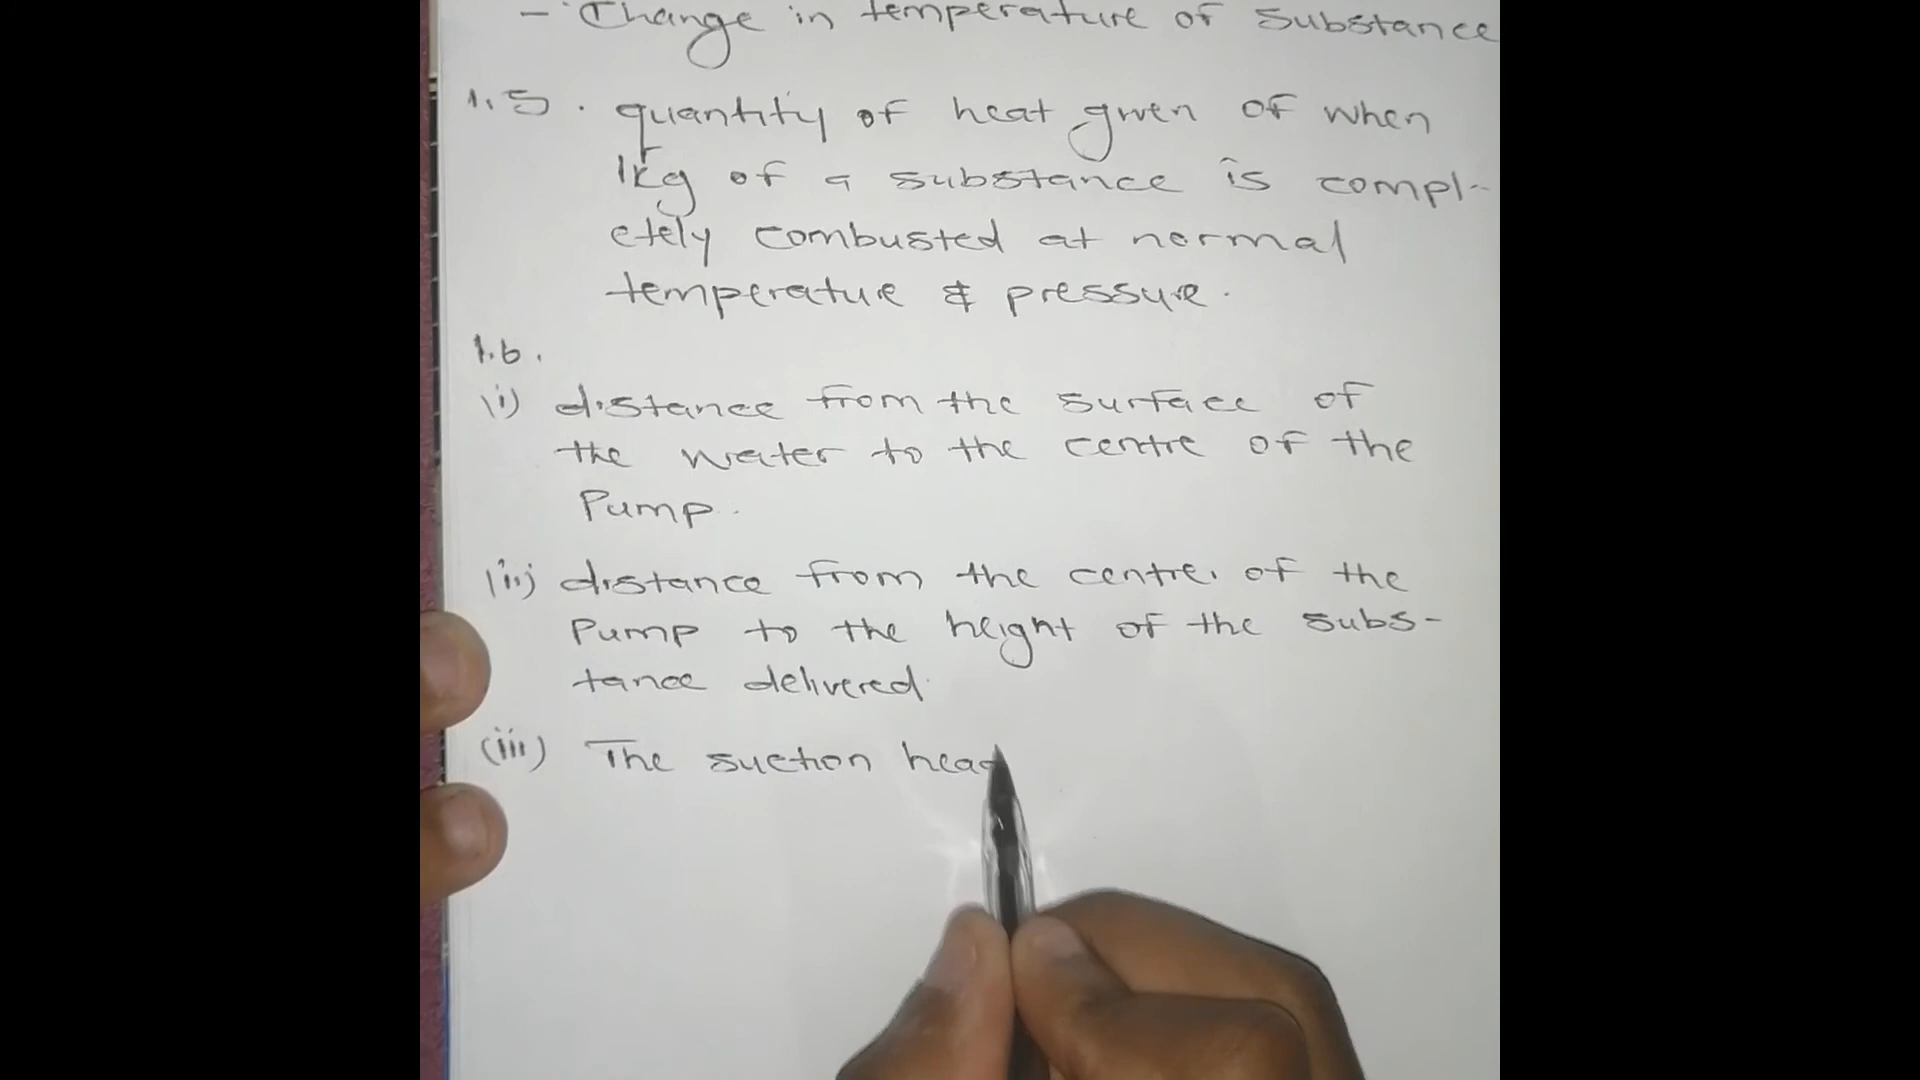 - Change in temperature of substance
1.5. quantity of heat given of when
1kg of a substance is compl-
etely combusted at normal
temperature & pressure.
1.6.
(i) distance from the surface of
the water to the centre of the
Pump.
(ii) distance from the centre. of the
Pump to the height of the subs-
tance delivered.
(iii) The suction head